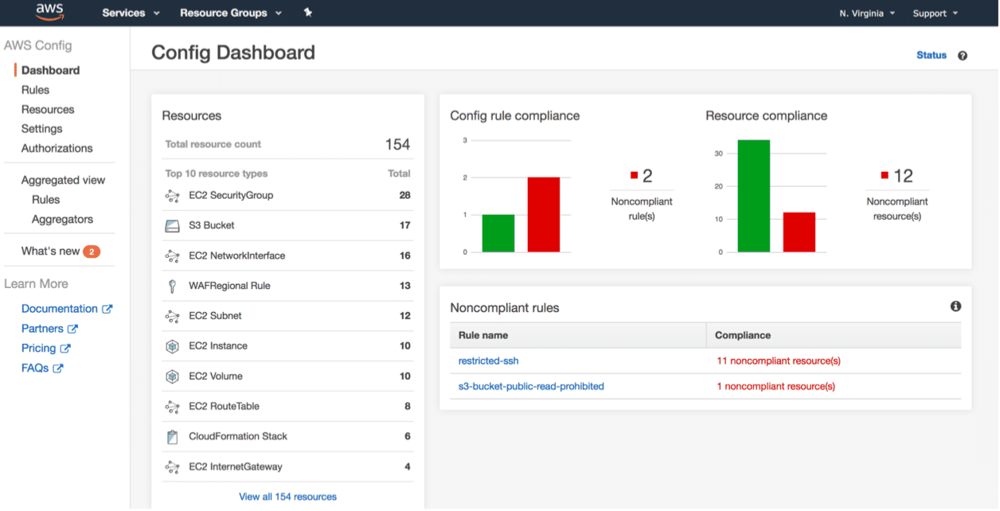 aws
Services
Resource Groups
N. Virginia
Support
AWS Config
Dashboard
Rules
Resources
Settings
Authorizations
Aggregated view
Rules
Aggregators
What's new 2
Learn More
Documentation
Partners
Pricing
FAQs
Config Dashboard
Status ?
Resources
Total resource count 154
Top 10 resource types Total
EC2 SecurityGroup 28
S3 Bucket 17
EC2 NetworkInterface 16
WAFRegional Rule 13
EC2 Subnet 12
EC2 Instance 10
EC2 Volume 10
EC2 RouteTable 8
CloudFormation Stack 6
EC2 InternetGateway 4
View all 154 resources
Config rule compliance
3
2
1
0
2
Noncompliant
rule(s)
Resource compliance
30
20
10
0
12
Noncompliant
resource(s)
Noncompliant rules i
Rule name Compliance
restricted-ssh 11 noncompliant resource(s)
s3-bucket-public-read-prohibited 1 noncompliant resource(s)